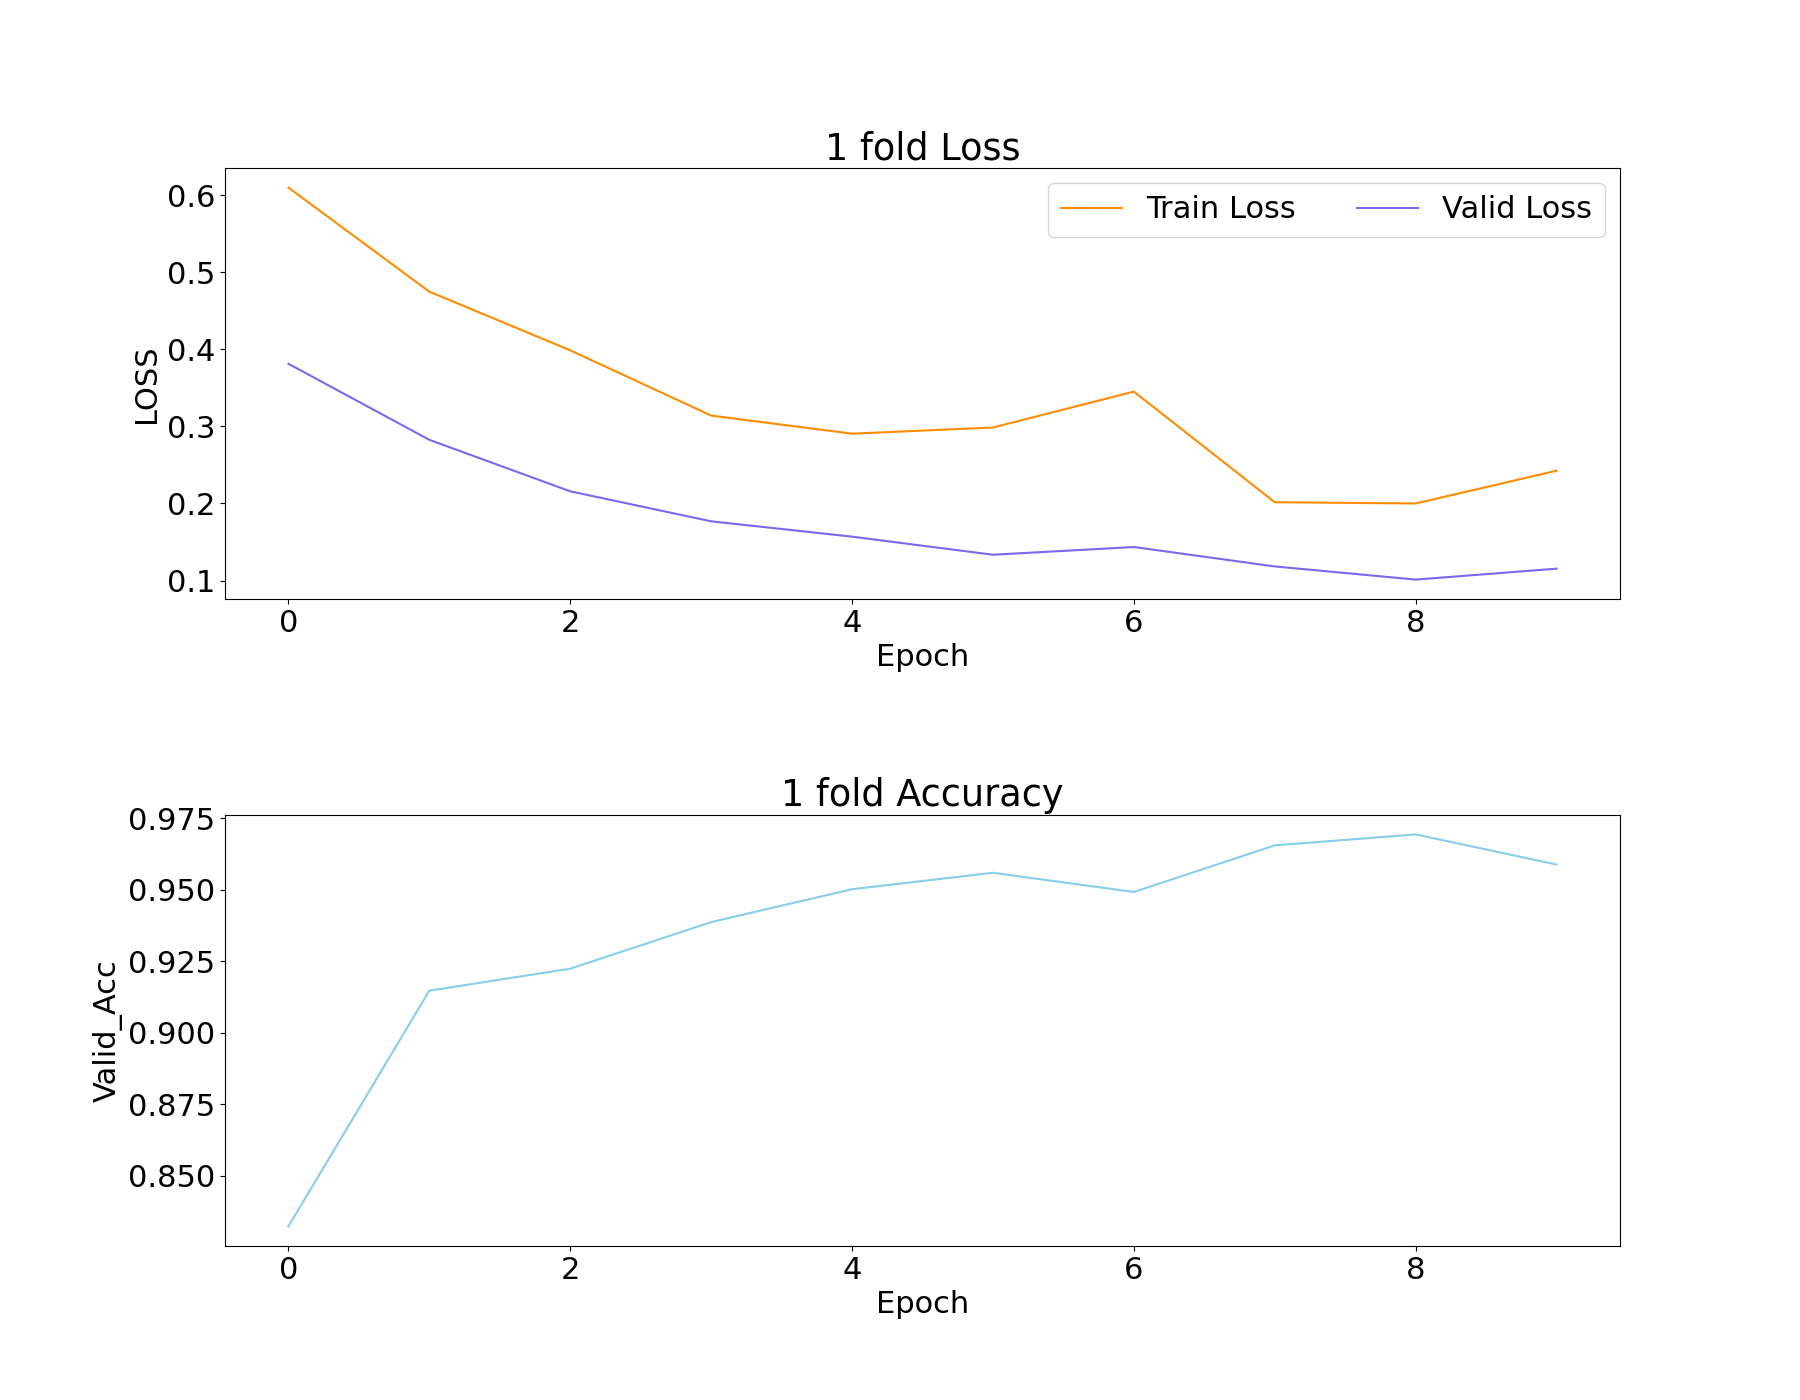 1 fold Loss
Train Loss Valid Loss
LOSS
0.6
0.5
0.4
0.3
0.2
0.1
0 2 4 6 8
Epoch
1 fold Accuracy
Valid_Acc
0.975
0.950
0.925
0.900
0.875
0.850
0 2 4 6 8
Epoch